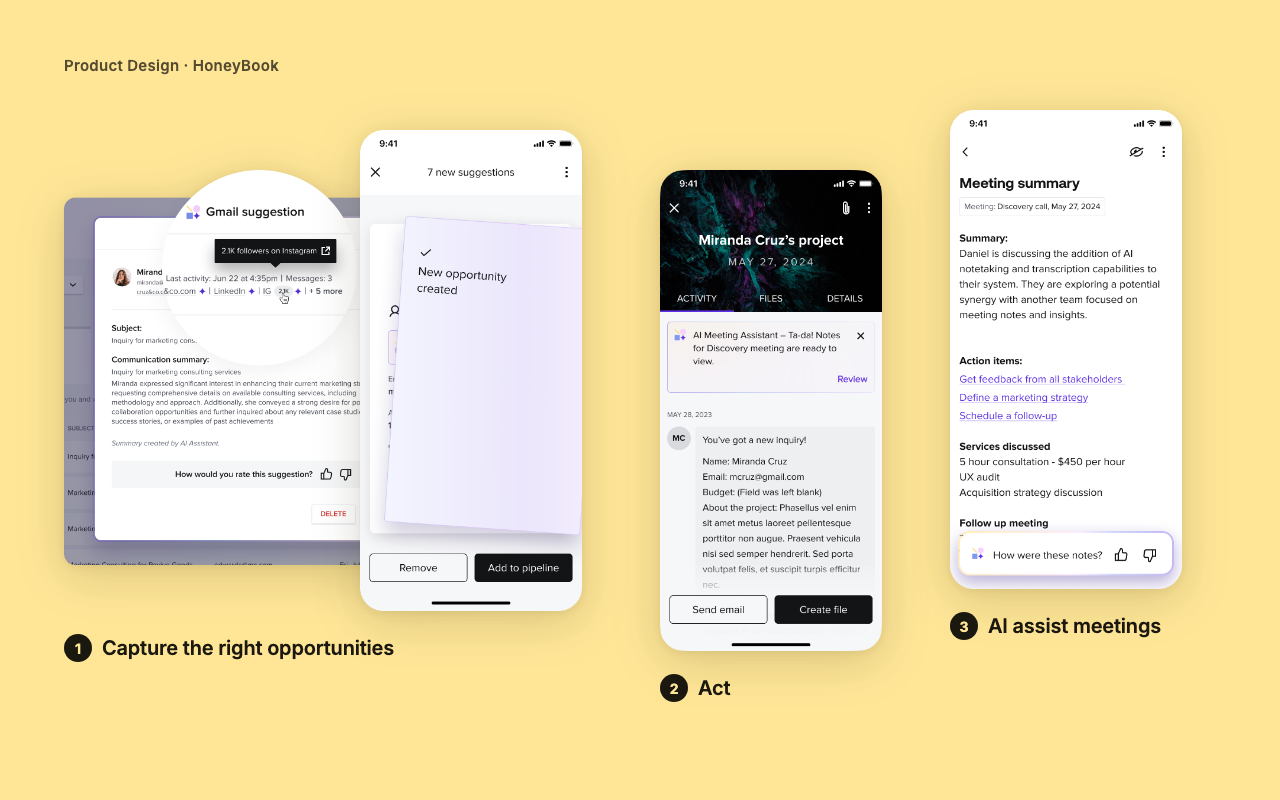 Product Design · HoneyBook
Gmail suggestion
2.1K followers on Instagram
Last activity: Jun 22 at 4:35pm | Messages: 3
&co.com | LinkedIn | IG 2.1K | + 5 more
Mirand
Subject:
Inquiry for marketing cons
Communication summary:
Inquiry for marketing consulting services
Miranda expressed significant interest in enhancing their current marketing st
requesting comprehensive details on available consulting services, including
methodology and approach. Additionally, she conveyed a strong desire for po
collaboration opportunities and further inquired about any relevant case studi
success stories, or examples of past achievements
Summary created by AI Assistant.
How would you rate this suggestion?
DELETE
you and
SUBJECT
Inquiry f
Marketin
Marketin
9:41
7 new suggestions
New opportunity
created
Remove
Add to pipeline
1 Capture the right opportunities
9:41
Miranda Cruz’s project
MAY 27, 2024
ACTIVITY FILES DETAILS
AI Meeting Assistant – Ta-da! Notes
for Discovery meeting are ready to
view.
Review
MAY 28, 2023
MC
You’ve got a new inquiry!
Name: Miranda Cruz
Email: mcruz@gmail.com
Budget: (Field was left blank)
About the project: Phasellus vel enim
sit amet metus laoreet pellentesque
porttitor non augue. Praesent vehicula
nisi sed semper hendrerit. Sed porta
volutpat felis, et suscipit turpis efficitur
nec.
Send email
Create file
2 Act
9:41
Meeting summary
Meeting: Discovery call, May 27, 2024
Summary:
Daniel is discussing the addition of AI
notetaking and transcription capabilities to
their system. They are exploring a potential
synergy with another team focused on
meeting notes and insights.
Action items:
Get feedback from all stakeholders
Define a marketing strategy
Schedule a follow-up
Services discussed
5 hour consultation - $450 per hour
UX audit
Acquisition strategy discussion
Follow up meeting
How were these notes?
3 AI assist meetings